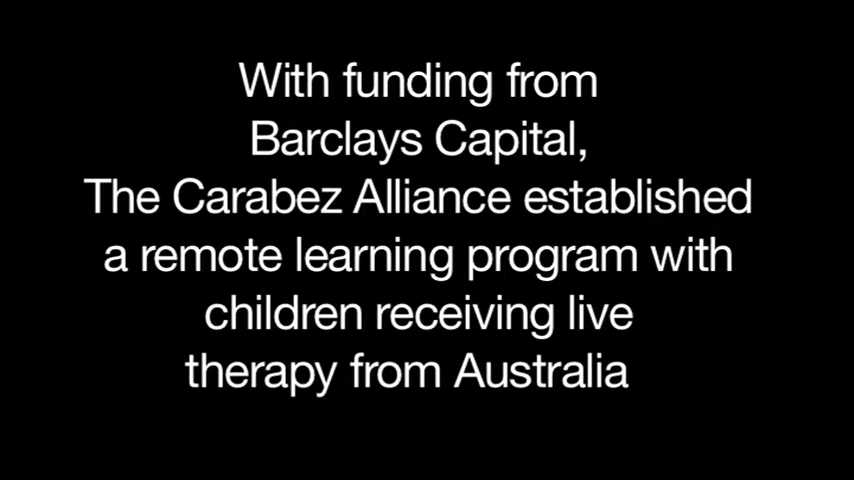 With funding from
Barclays Capital,
The Carabez Alliance established
a remote learning program with
children receiving live
therapy from Australia